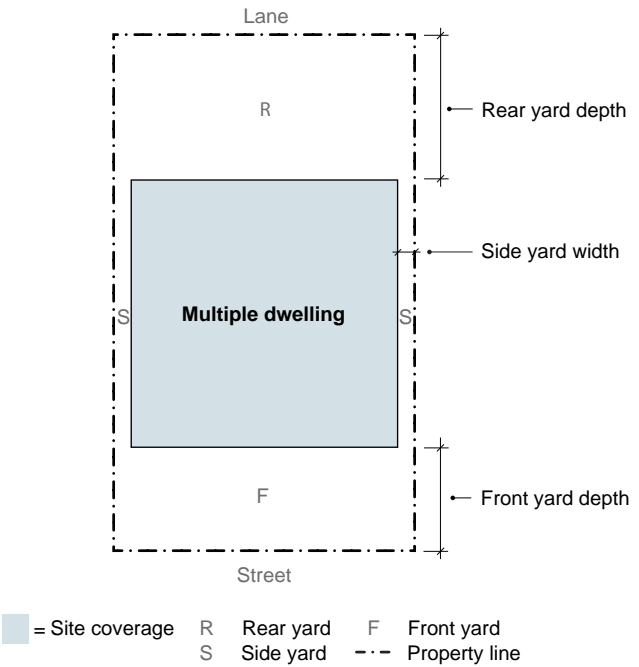 Lane
R
Rear yard depth
Side yard width
S
Multiple dwelling
S
F
Front yard depth
Street
= Site coverage R Rear yard F Front yard
S Side yard Property line